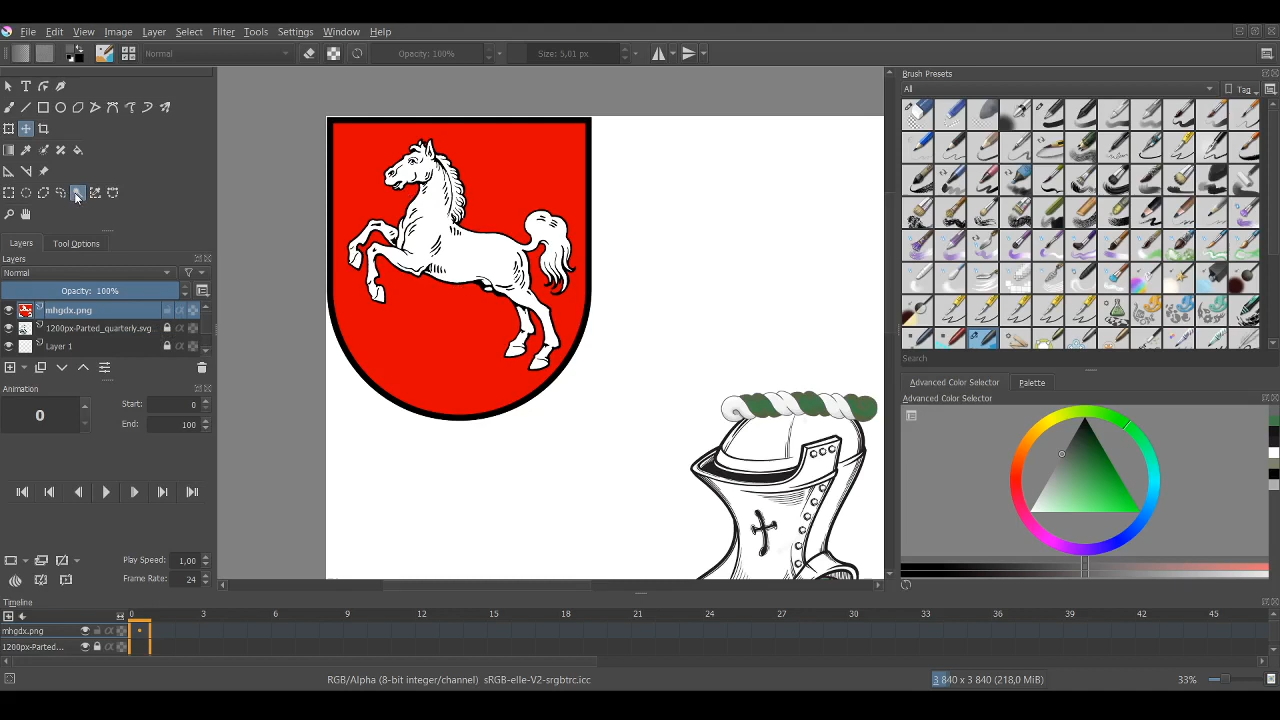 File Edit View Image Layer Select Filter Tools Settings Window Help
Normal Opacity: 100% Size: 5,01 px
Brush Presets
All Tag
Layers Tool Options
Layers
Normal
Opacity: 100%
mhgdx.png
1200px-Parted_quarterly.svg...
Layer 1
Search
Advanced Color Selector Palette
Advanced Color Selector
Animation
0 Start: 0
End: 100
Play Speed: 1,00
Frame Rate: 24
Timeline
0 3 6 9 12 15 18 21 24 27 30 33 36 39 42 45
mhgdx.png
1200px-Parted...
RGB/Alpha (8-bit integer/channel) sRGB-elle-V2-srgbtrc.icc 3 840 x 3 840 (218,0 MiB) 33%